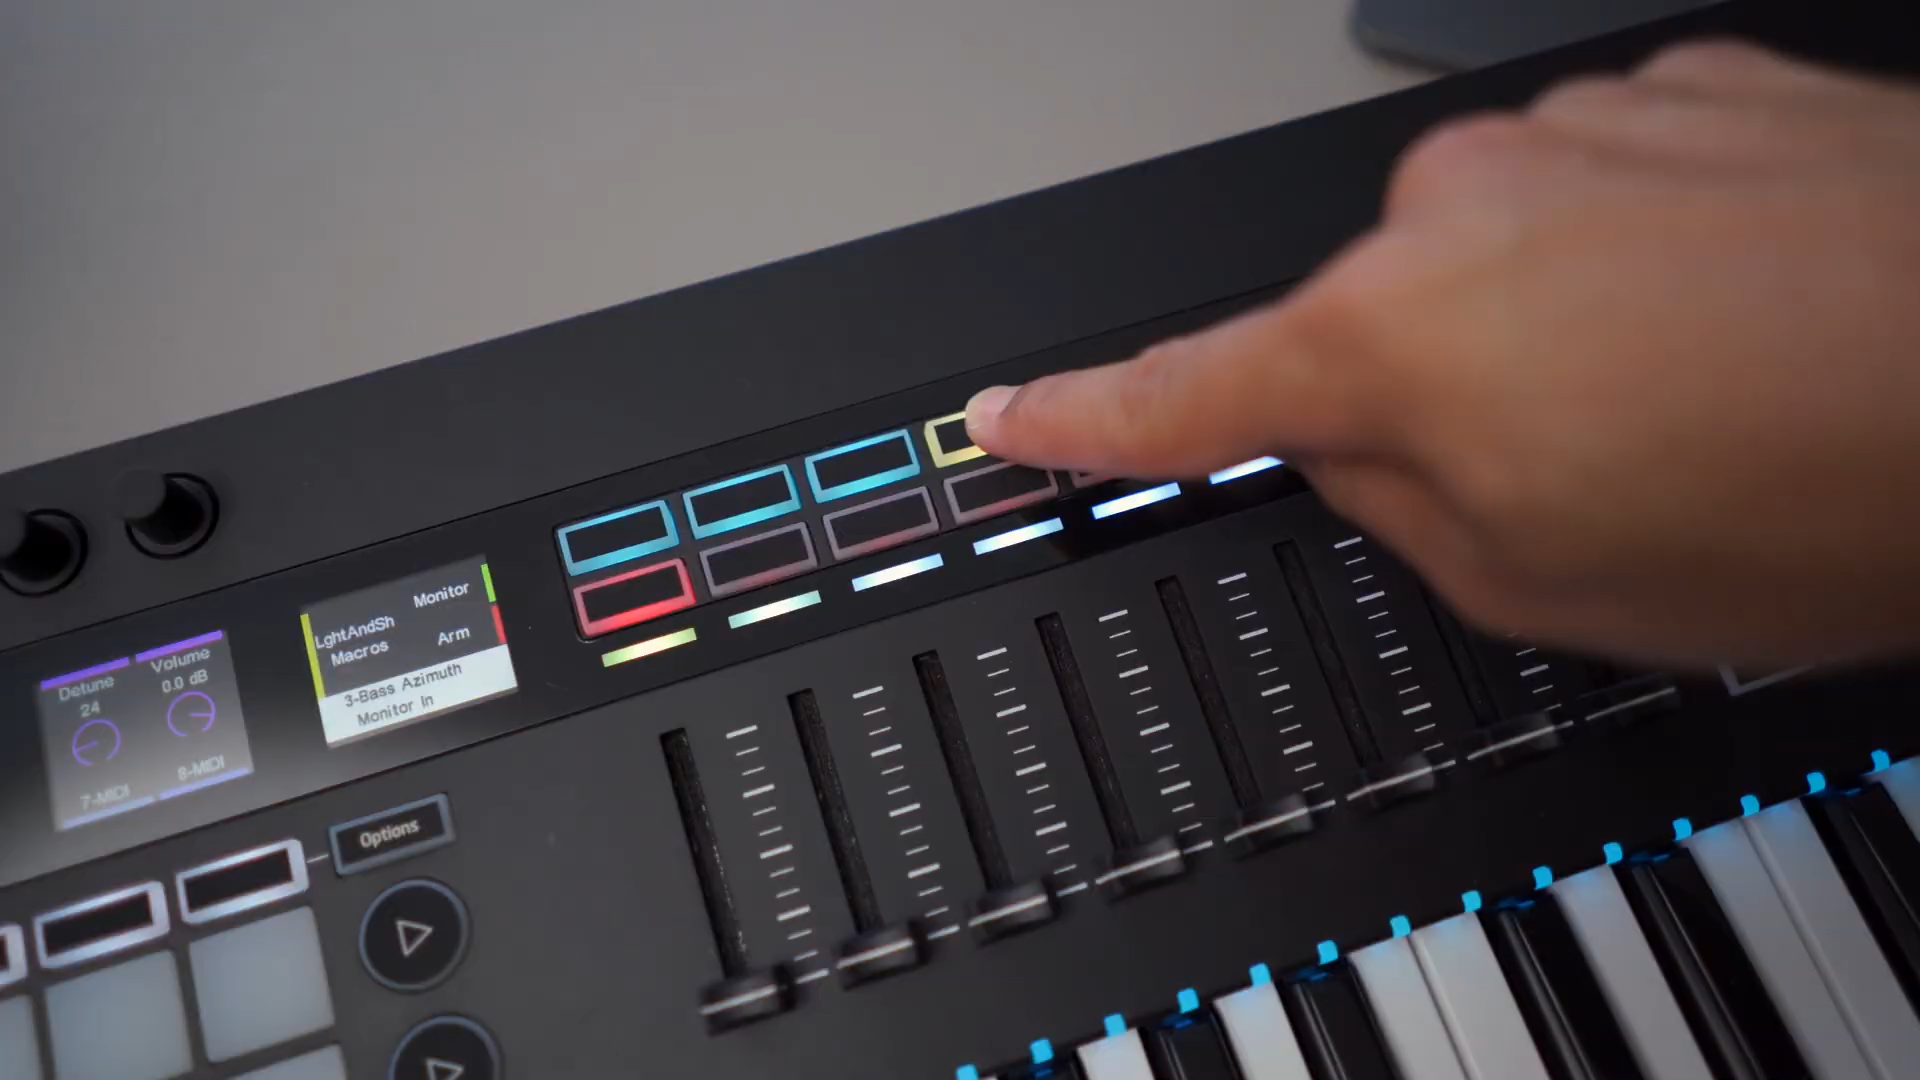 Detune
24
7-MIDI
Volume
0.0 dB
8-MIDI
LghtAndSh
Macros
Monitor
Arm
3-Bass Azimuth
Monitor In
Options